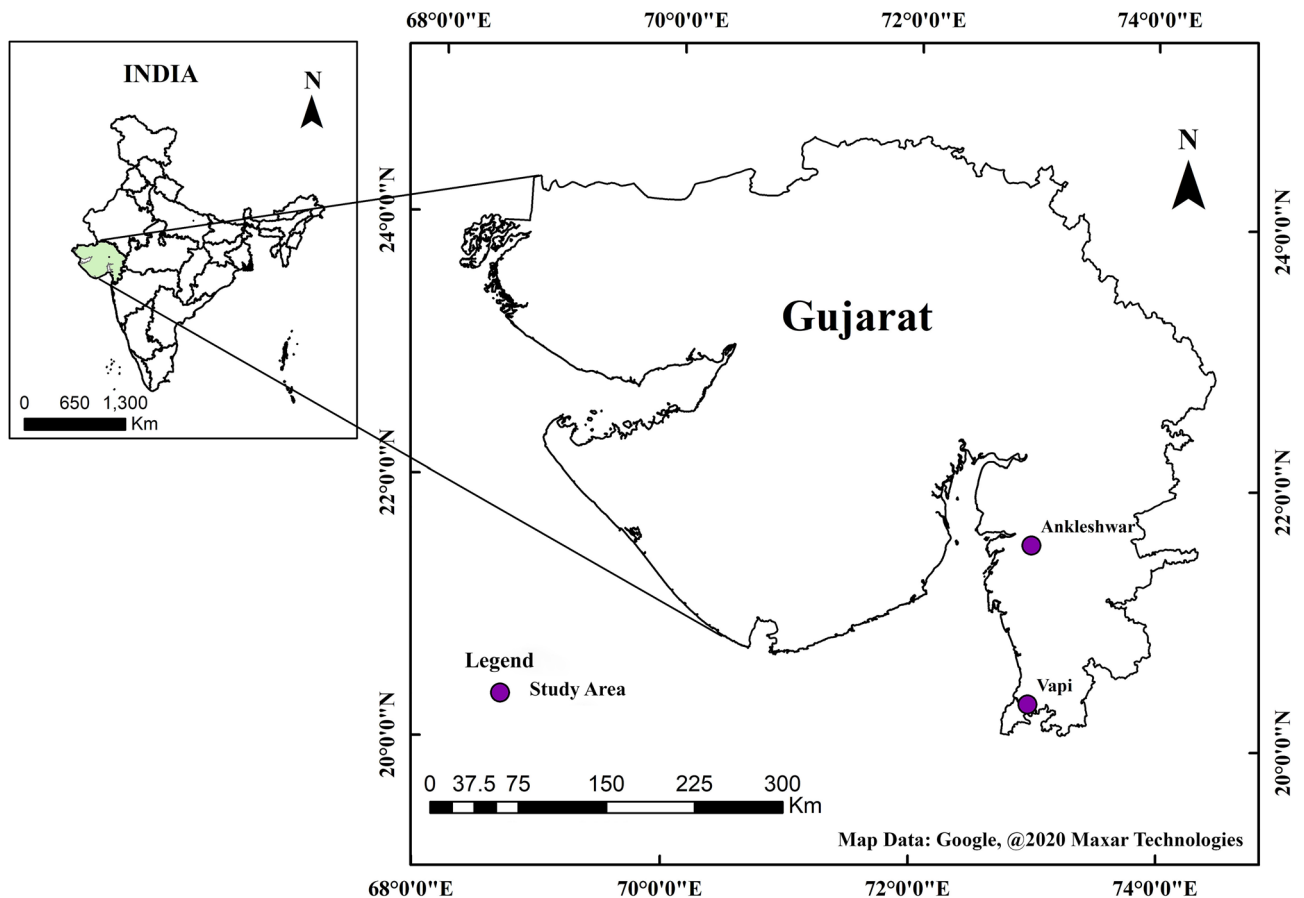 68°0'0"E 70°0'0"E 72°0'0"E 74°0'0"E
INDIA
N
0 650 1,300
Km
24°0'0"N
22°0'0"N
20°0'0"N
N
Gujarat
Ankleshwar
Vapi
Legend
Study Area
0 37.5 75 150 225 300
Km
Map Data: Google, @2020 Maxar Technologies
24°0'0"N
22°0'0"N
20°0'0"N
68°0'0"E 70°0'0"E 72°0'0"E 74°0'0"E